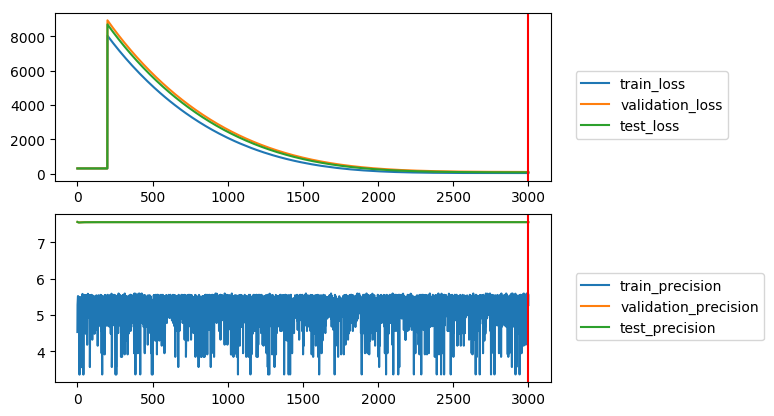 8000
6000
4000
2000
0
0 500 1000 1500 2000 2500 3000
train_loss
validation_loss
test_loss
7
6
5
4
0 500 1000 1500 2000 2500 3000
train_precision
validation_precision
test_precision